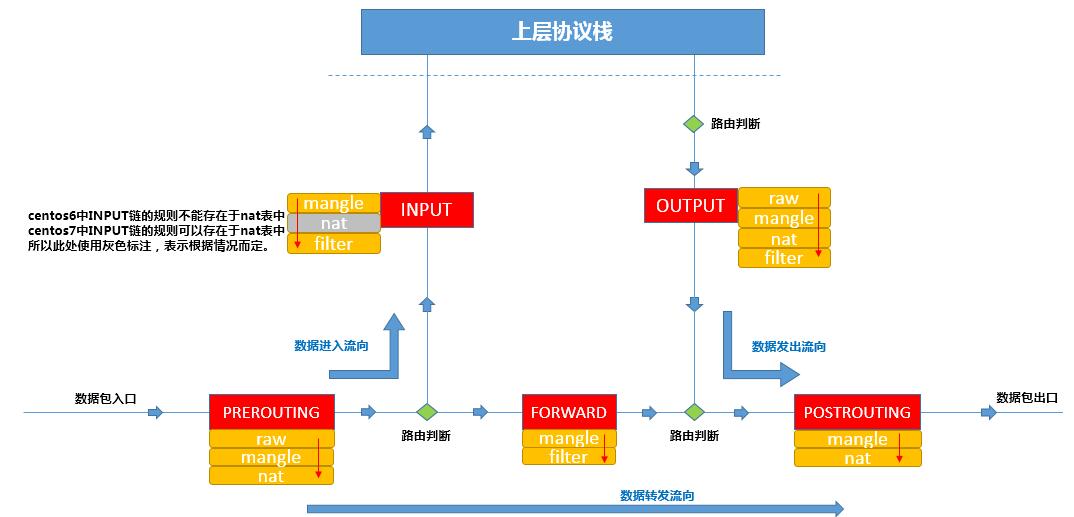 上层协议栈
路由判断
mangle
nat
filter
INPUT
OUTPUT
raw
mangle
nat
filter
centos6中INPUT链的规则不能存在于nat表中
centos7中INPUT链的规则可以存在于nat表中
所以此处使用灰色标注，表示根据情况而定。
数据进入流向
数据发出流向
数据包入口
PREROUTING
raw
mangle
nat
路由判断
FORWARD
mangle
filter
路由判断
POSTROUTING
mangle
nat
数据包出口
数据转发流向